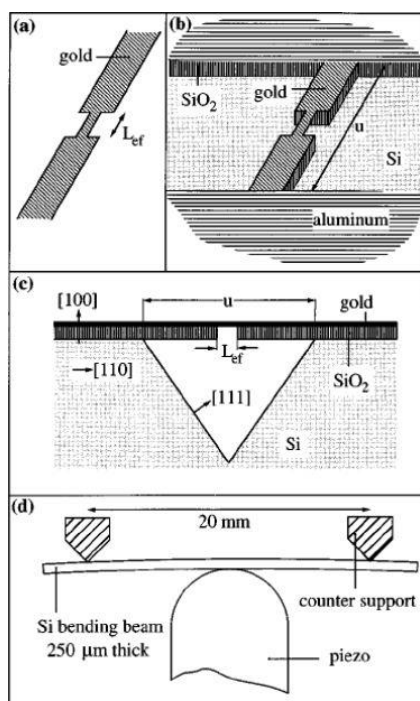 (a)
gold
L_ef
(b)
SiO₂
gold
u
Si
aluminum
(c)
[100]
u
gold
L_ef
[110]
SiO₂
[111]
Si
(d)
20 mm
counter support
Si bending beam
250 μm thick
piezo